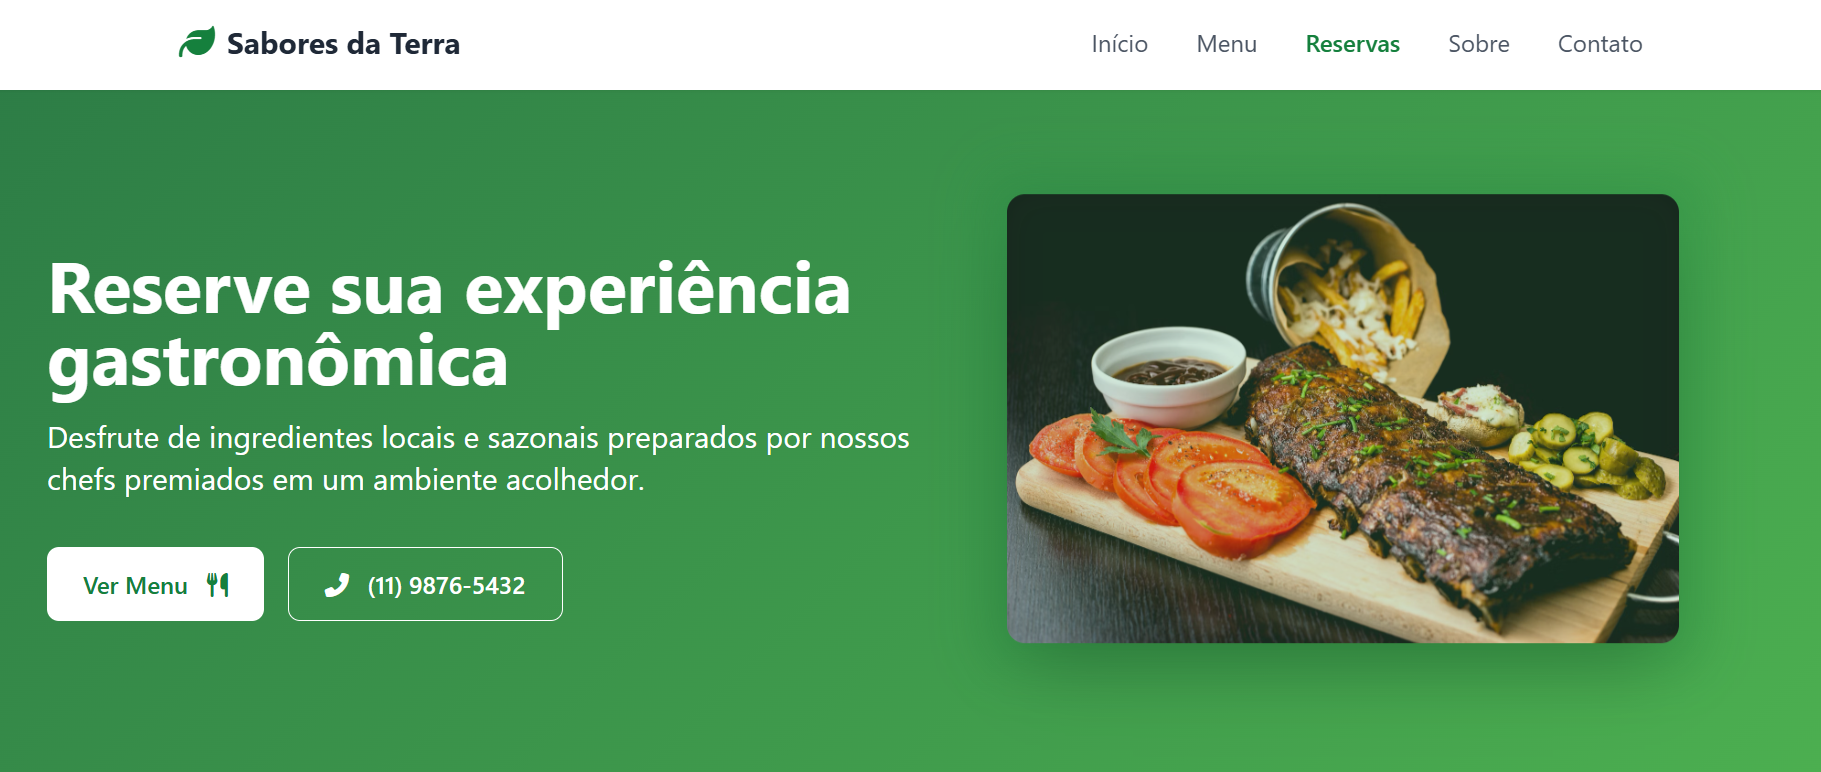 Sabores da Terra
Início Menu Reservas Sobre Contato
Reserve sua experiência
gastronômica
Desfrute de ingredientes locais e sazonais preparados por nossos
chefs premiados em um ambiente acolhedor.
Ver Menu
(11) 9876-5432